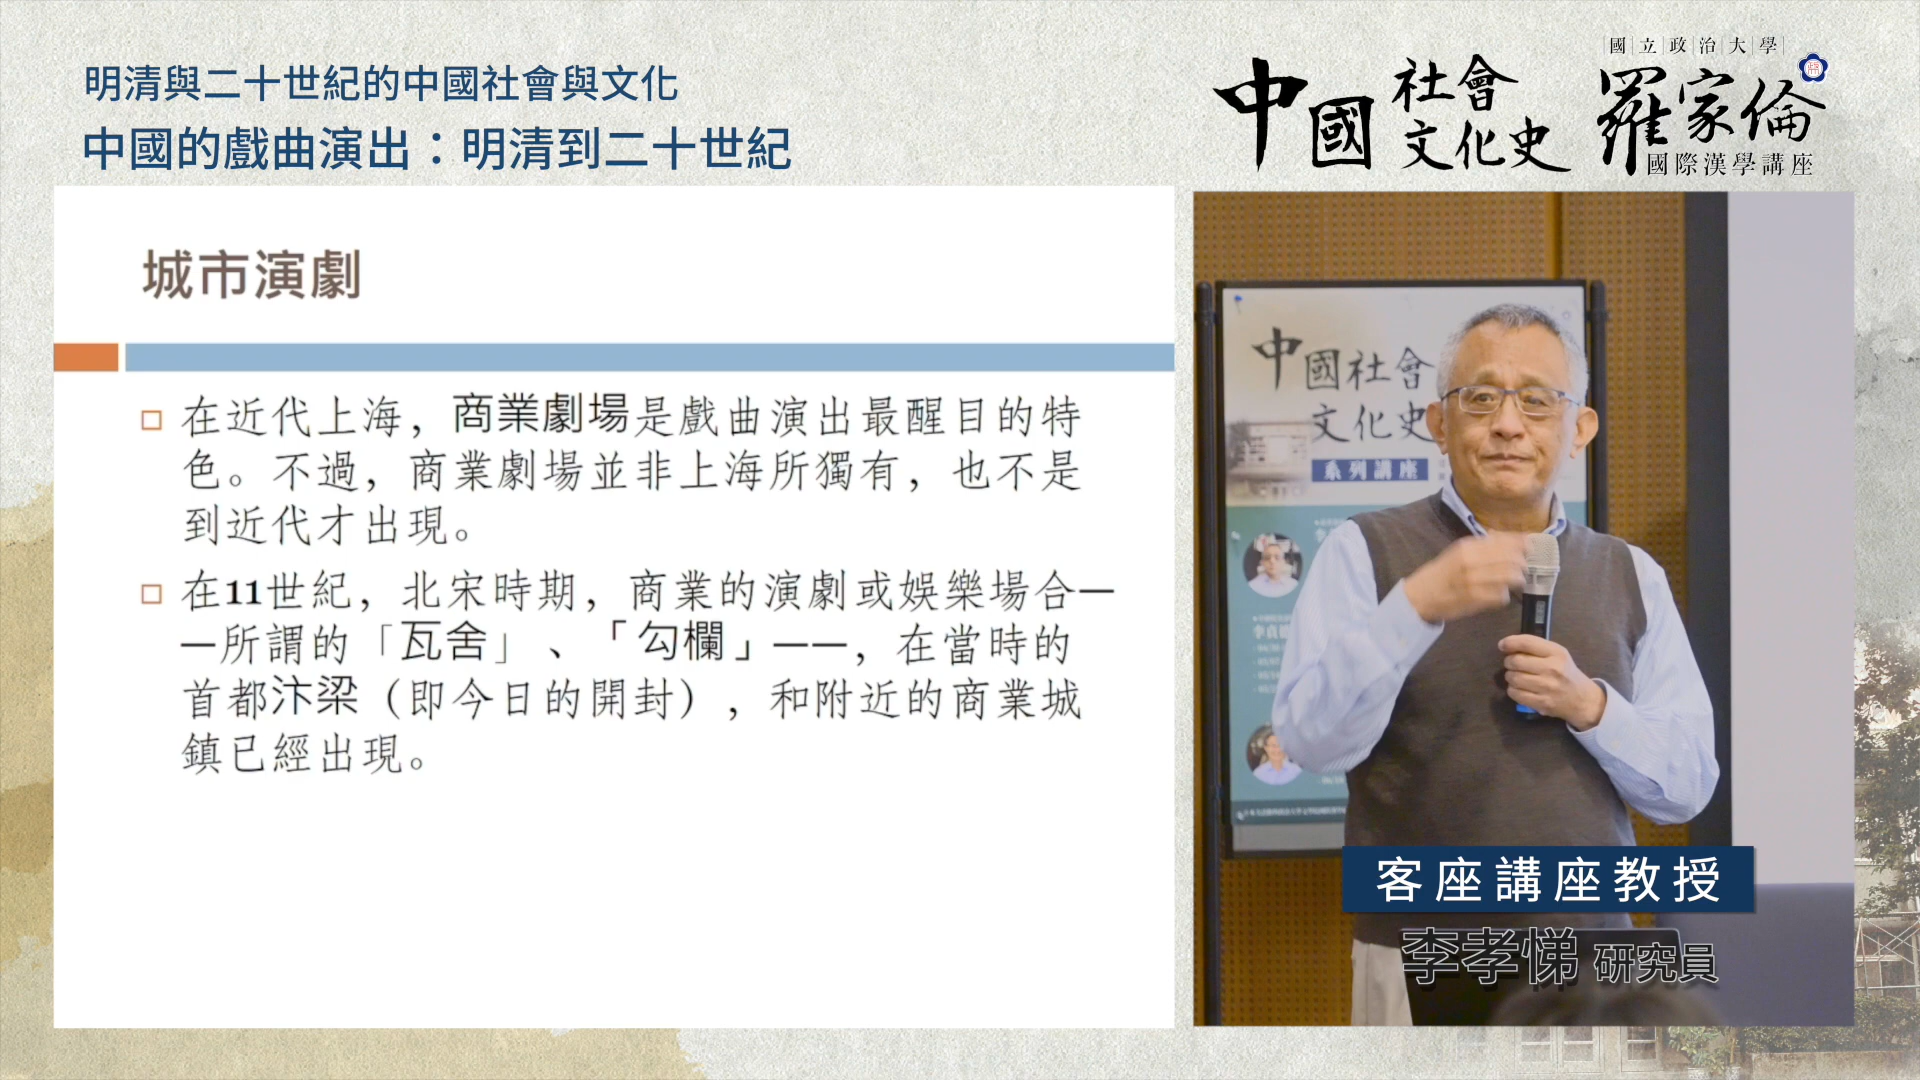 明清與二十世紀的中國社會與文化
中國的戲曲演出：明清到二十世紀
中國社會文化史
國立政治大學
羅家倫
國際漢學講座
城市演劇
在近代上海，商業劇場是戲曲演出最醒目的特
色。不過，商業劇場並非上海所獨有，也不是
到近代才出現。
在11世紀，北宋時期，商業的演劇或娛樂場合—
—所謂的「瓦舍」、「勾欄」——，在當時的
首都汴梁（即今日的開封），和附近的商業城
鎮已經出現。
中國社會
文化史
系列講座
客座講座教授
李孝悌 研究員